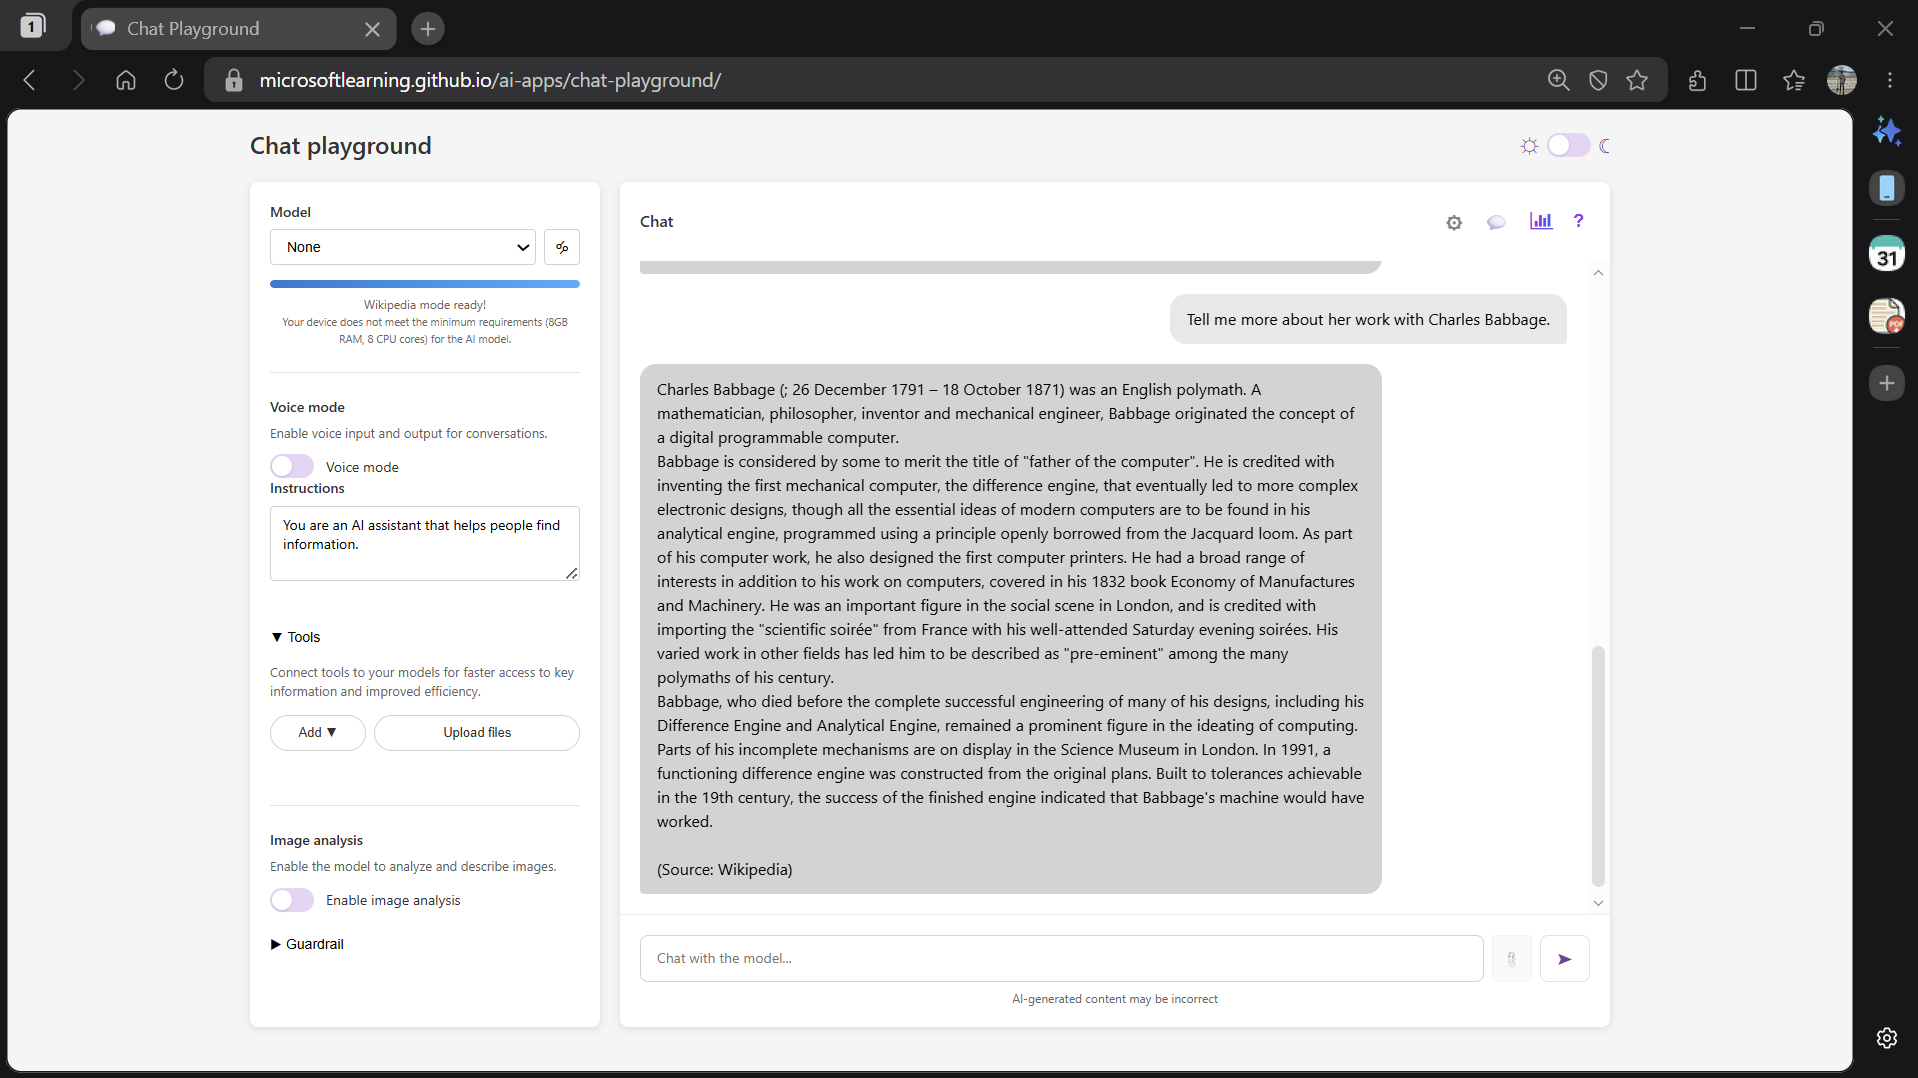 1
Chat Playground
microsoftlearning.github.io/ai-apps/chat-playground/
31
PDF
Chat playground
Model
None
Wikipedia mode ready!
Your device does not meet the minimum requirements (8GB
RAM, 8 CPU cores) for the AI model.
Voice mode
Enable voice input and output for conversations.
Voice mode
Instructions
You are an AI assistant that helps people find
information.
▼ Tools
Connect tools to your models for faster access to key
information and improved efficiency.
Add ▼
Upload files
Image analysis
Enable the model to analyze and describe images.
Enable image analysis
▶ Guardrail
Chat
?
Tell me more about her work with Charles Babbage.
Charles Babbage (; 26 December 1791 – 18 October 1871) was an English polymath. A
mathematician, philosopher, inventor and mechanical engineer, Babbage originated the concept of
a digital programmable computer.
Babbage is considered by some to merit the title of "father of the computer". He is credited with
inventing the first mechanical computer, the difference engine, that eventually led to more complex
electronic designs, though all the essential ideas of modern computers are to be found in his
analytical engine, programmed using a principle openly borrowed from the Jacquard loom. As part
of his computer work, he also designed the first computer printers. He had a broad range of
interests in addition to his work on computers, covered in his 1832 book Economy of Manufactures
and Machinery. He was an important figure in the social scene in London, and is credited with
importing the "scientific soirée" from France with his well-attended Saturday evening soirées. His
varied work in other fields has led him to be described as "pre-eminent" among the many
polymaths of his century.
Babbage, who died before the complete successful engineering of many of his designs, including his
Difference Engine and Analytical Engine, remained a prominent figure in the ideating of computing.
Parts of his incomplete mechanisms are on display in the Science Museum in London. In 1991, a
functioning difference engine was constructed from the original plans. Built to tolerances achievable
in the 19th century, the success of the finished engine indicated that Babbage's machine would have
worked.
(Source: Wikipedia)
Chat with the model...
AI-generated content may be incorrect